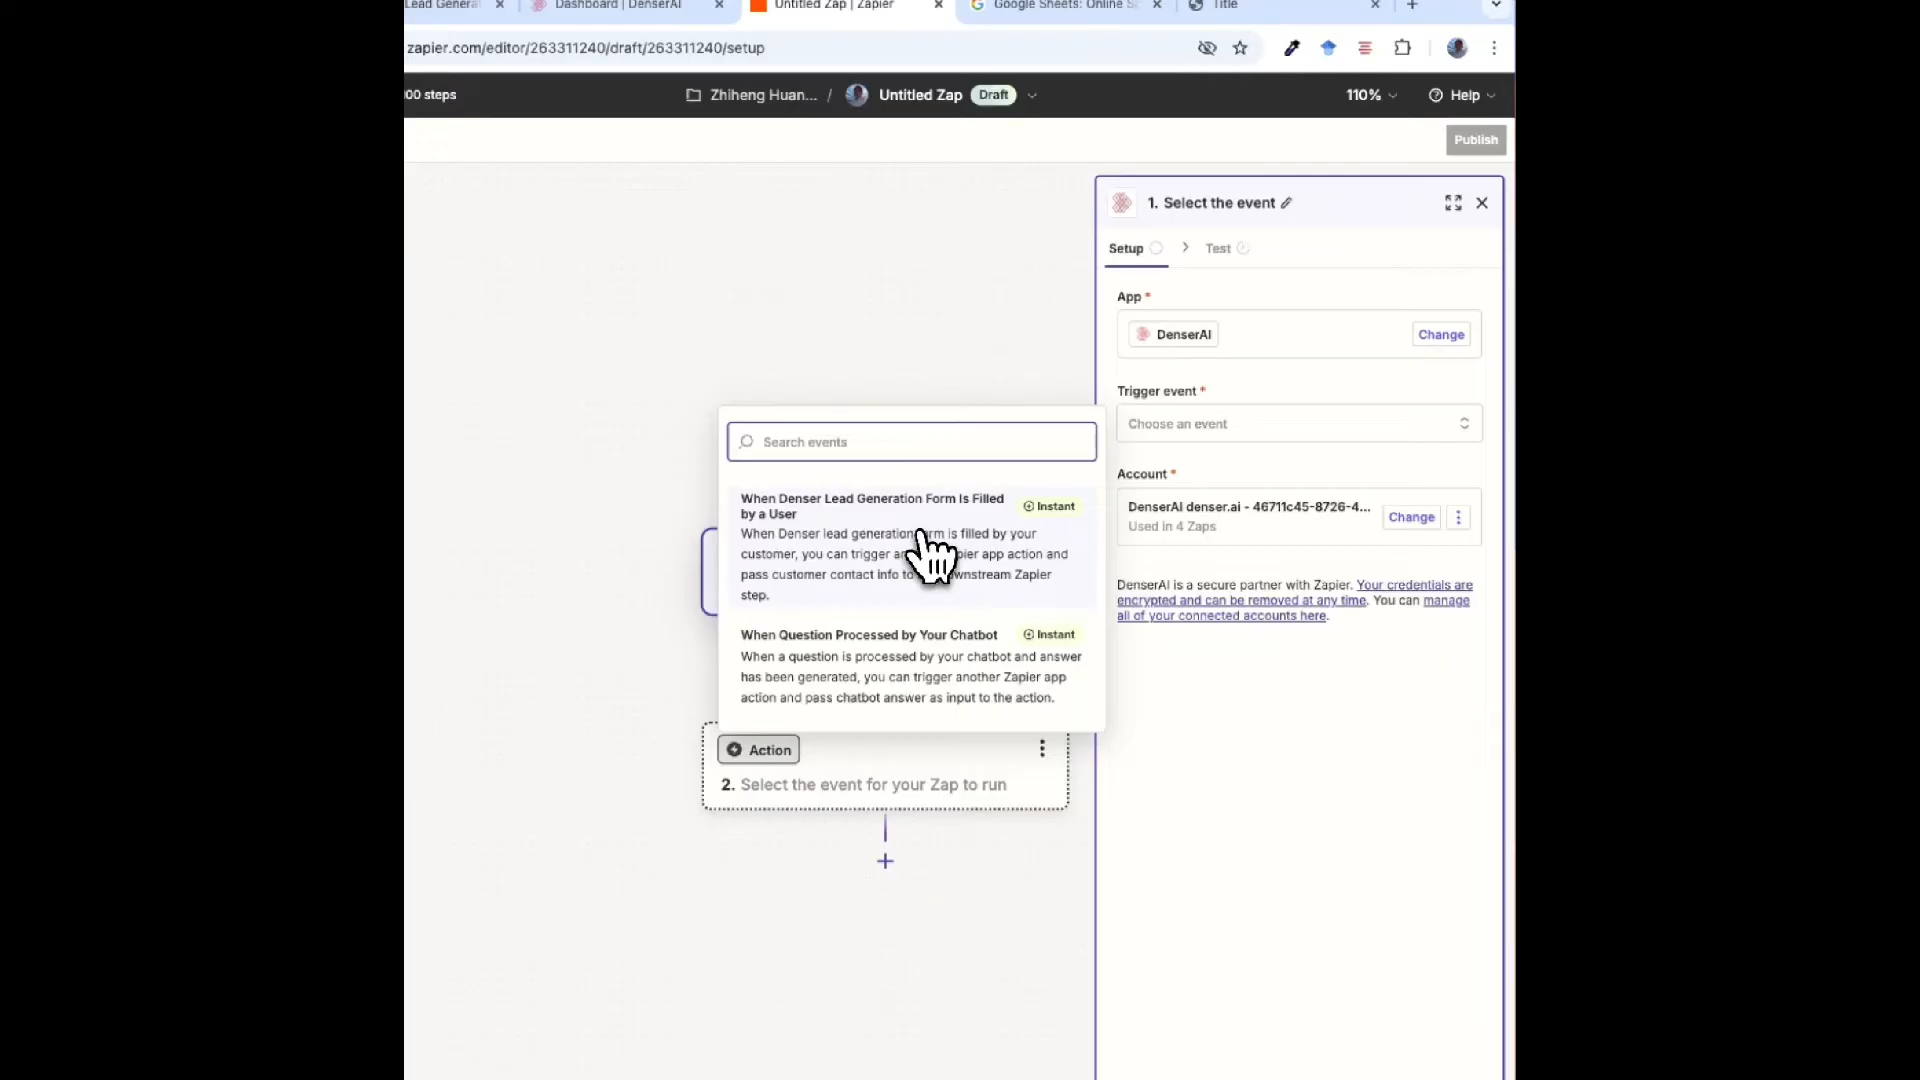 Lead Generat
Dashboard | DenserAI
Untitled Zap | Zapier
Google Sheets: Online S
Title
zapier.com/editor/263311240/draft/263311240/setup
00 steps
Zhiheng Huan... / Untitled Zap Draft
110%
Help
Publish
1. Select the event
Setup
Test
App *
DenserAI
Change
Trigger event *
Choose an event
Account *
DenserAI denser.ai - 46711c45-8726-4...
Used in 4 Zaps
Change
DenserAI is a secure partner with Zapier. Your credentials are
encrypted and can be removed at any time. You can manage
all of your connected accounts here.
Search events
When Denser Lead Generation Form Is Filled
by a User
Instant
When Denser lead generation is filled by your
customer, you can trigger app action and
pass customer contact info to Zapier
step.
When Question Processed by Your Chatbot
Instant
When a question is processed by your chatbot and answer
has been generated, you can trigger another Zapier app
action and pass chatbot answer as input to the action.
Action
2. Select the event for your Zap to run